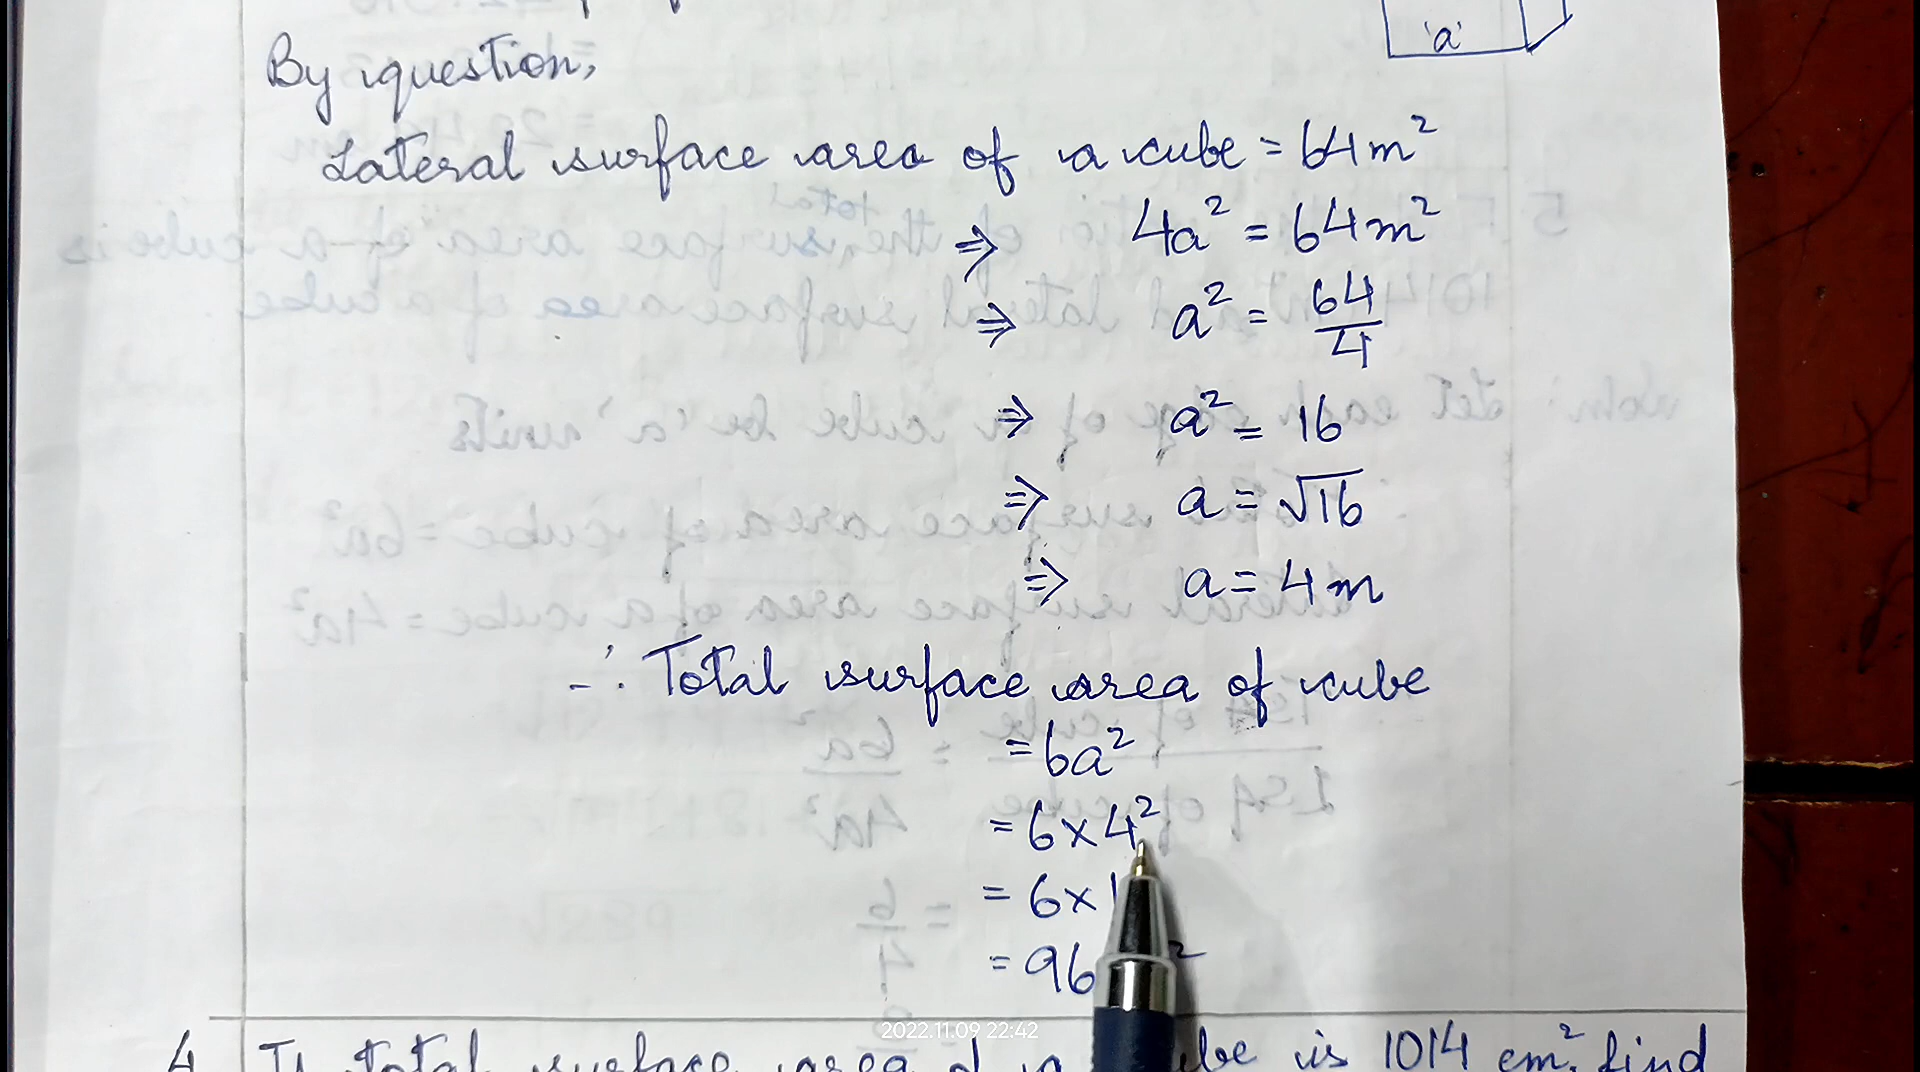 'a'
By question,
Lateral surface area of a cube = 64m²
⇒ 4a² = 64m²
⇒ a² = 64/4
⇒ a² = 16
⇒ a = √16
⇒ a = 4m
∴ Total surface area of cube
= 6a²
= 6 × 4²
= 6 ×
= 96
2022.11.09 22:42
4 If total surface area of a cube is 1014 cm², find